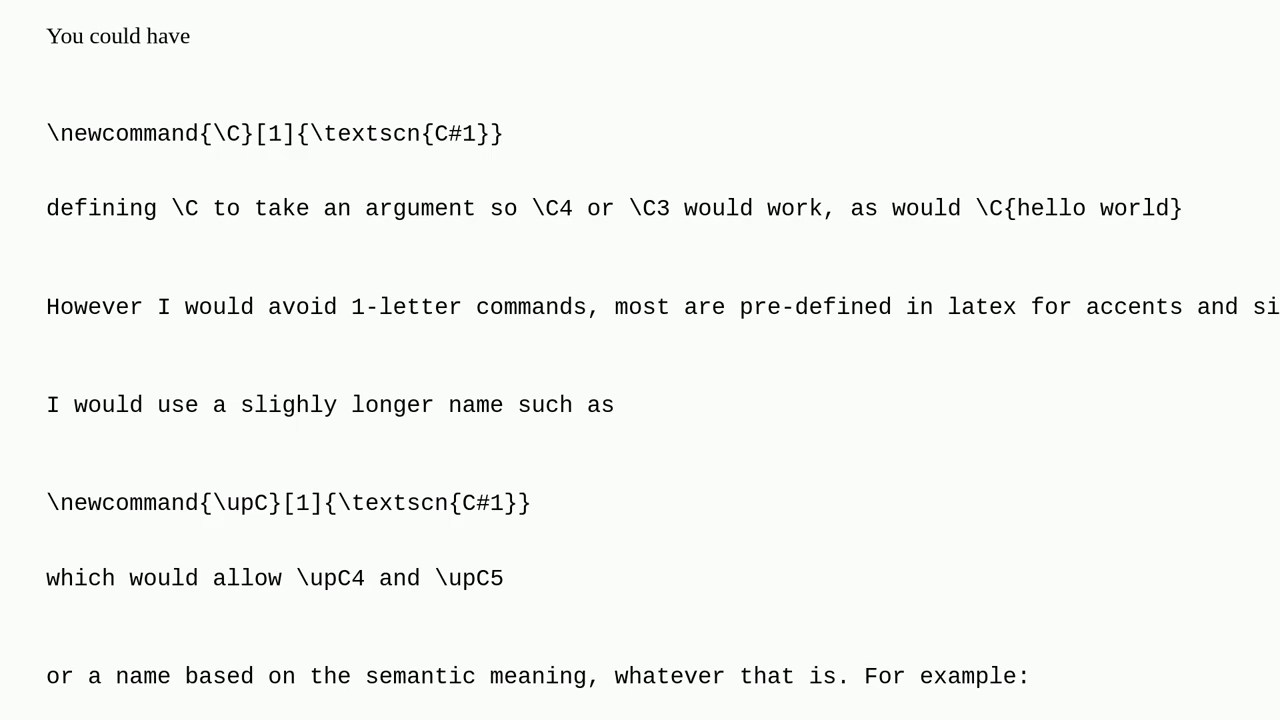 You could have
\newcommand{\C}[1]{\textscn{C#1}}
defining \C to take an argument so \C4 or \C3 would work, as would \C{hello world}
However I would avoid 1-letter commands, most are pre-defined in latex for accents and si
I would use a slighly longer name such as
\newcommand{\upC}[1]{\textscn{C#1}}
which would allow \upC4 and \upC5
or a name based on the semantic meaning, whatever that is. For example: